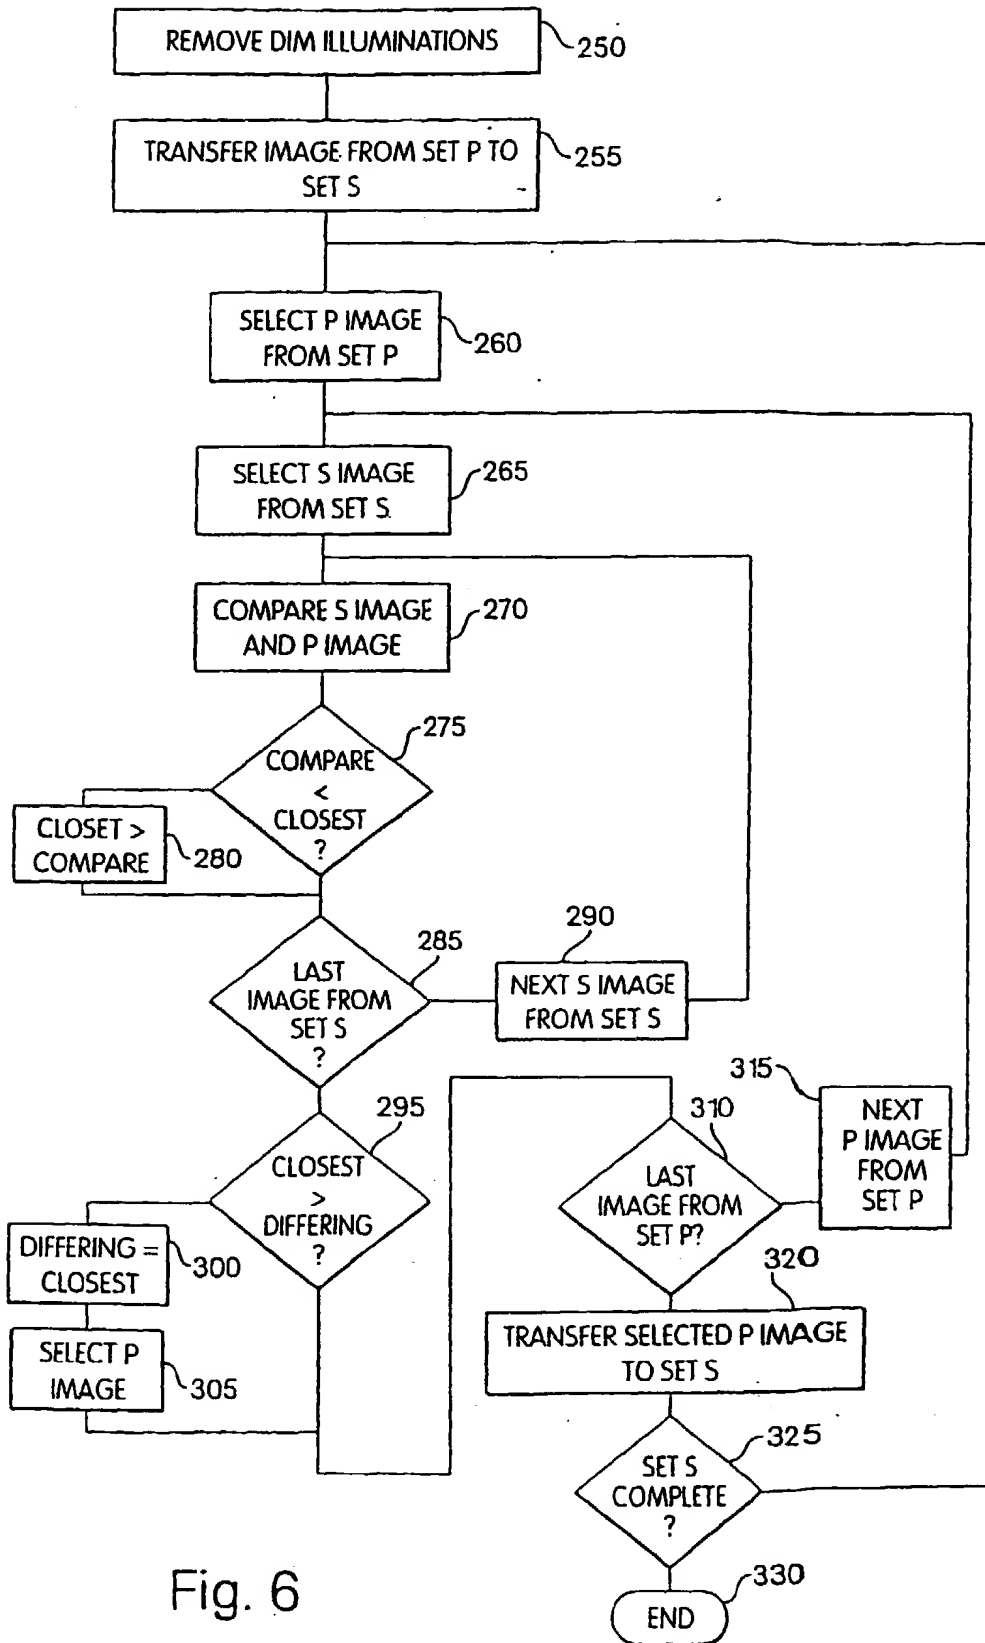 REMOVE DIM ILLUMINATIONS
250
TRANSFER IMAGE FROM SET P TO
SET S
255
SELECT P IMAGE
FROM SET P
260
SELECT S IMAGE
FROM SET S.
265
COMPARE S IMAGE
AND P IMAGE
270
COMPARE
<
CLOSEST
?
275
CLOSET >
COMPARE
280
LAST
IMAGE FROM
SET S
?
285
NEXT S IMAGE
FROM SET S
290
CLOSEST
>
DIFFERING
?
295
DIFFERING =
CLOSEST
300
SELECT P
IMAGE
305
LAST
IMAGE FROM
SET P?
310
NEXT
P IMAGE
FROM
SET P
315
TRANSFER SELECTED P IMAGE
TO SET S
320
SET S
COMPLETE
?
325
END
330
Fig. 6